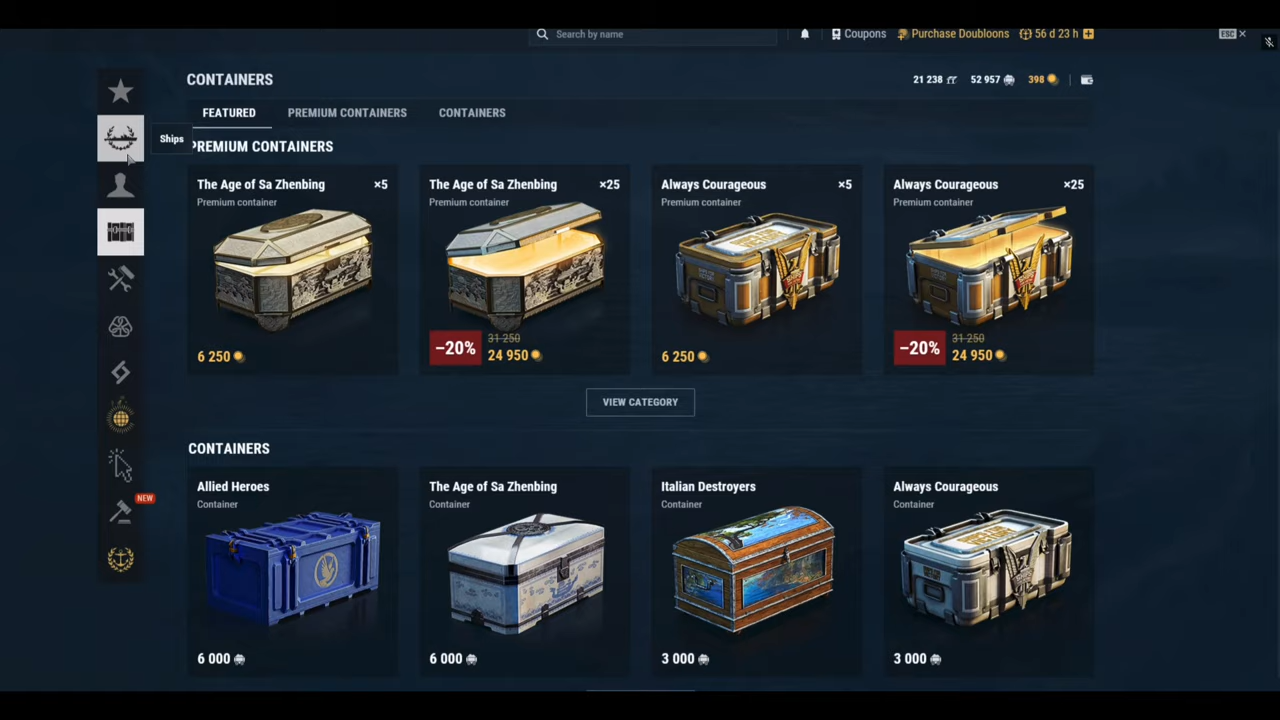 Search by name
Coupons
Purchase Doubloons
56 d 23 h
ESC
CONTAINERS
21 238
52 957
398
FEATURED
PREMIUM CONTAINERS
CONTAINERS
Ships
PREMIUM CONTAINERS
The Age of Sa Zhenbing
×5
Premium container
6 250
The Age of Sa Zhenbing
×25
Premium container
−20%
31 250
24 950
Always Courageous
×5
Premium container
6 250
Always Courageous
×25
Premium container
−20%
31 250
24 950
VIEW CATEGORY
CONTAINERS
Allied Heroes
Container
6 000
The Age of Sa Zhenbing
Container
6 000
Italian Destroyers
Container
3 000
Always Courageous
Container
3 000
NEW